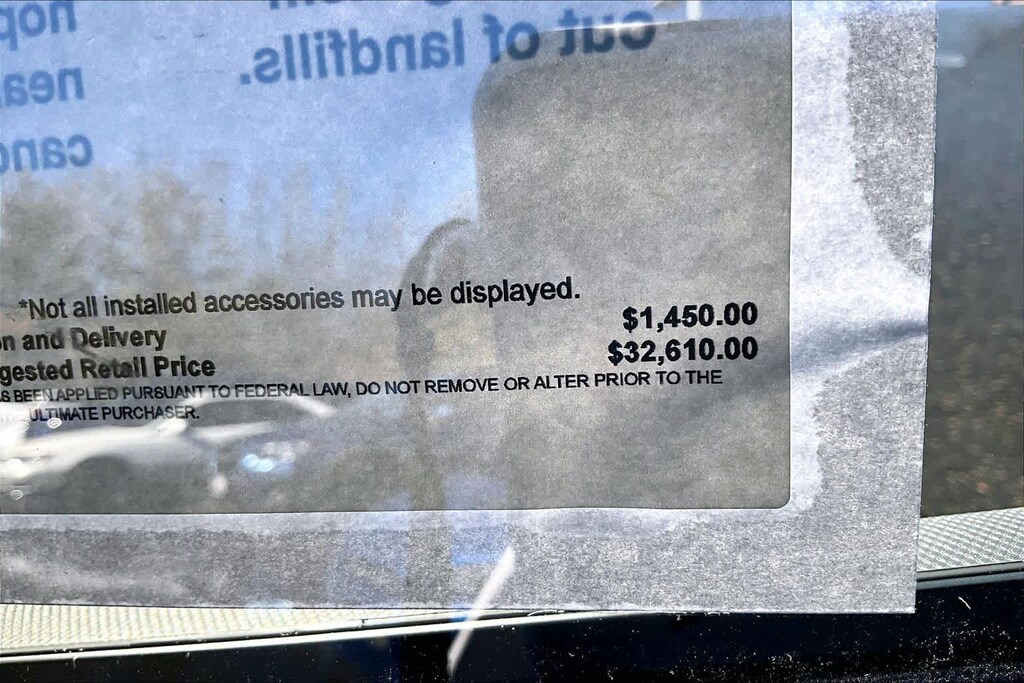 out of landfills.
*Not all installed accessories may be displayed.
n and Delivery $1,450.00
gested Retail Price $32,610.00
S BEEN APPLIED PURSUANT TO FEDERAL LAW, DO NOT REMOVE OR ALTER PRIOR TO THE
ULTIMATE PURCHASER.